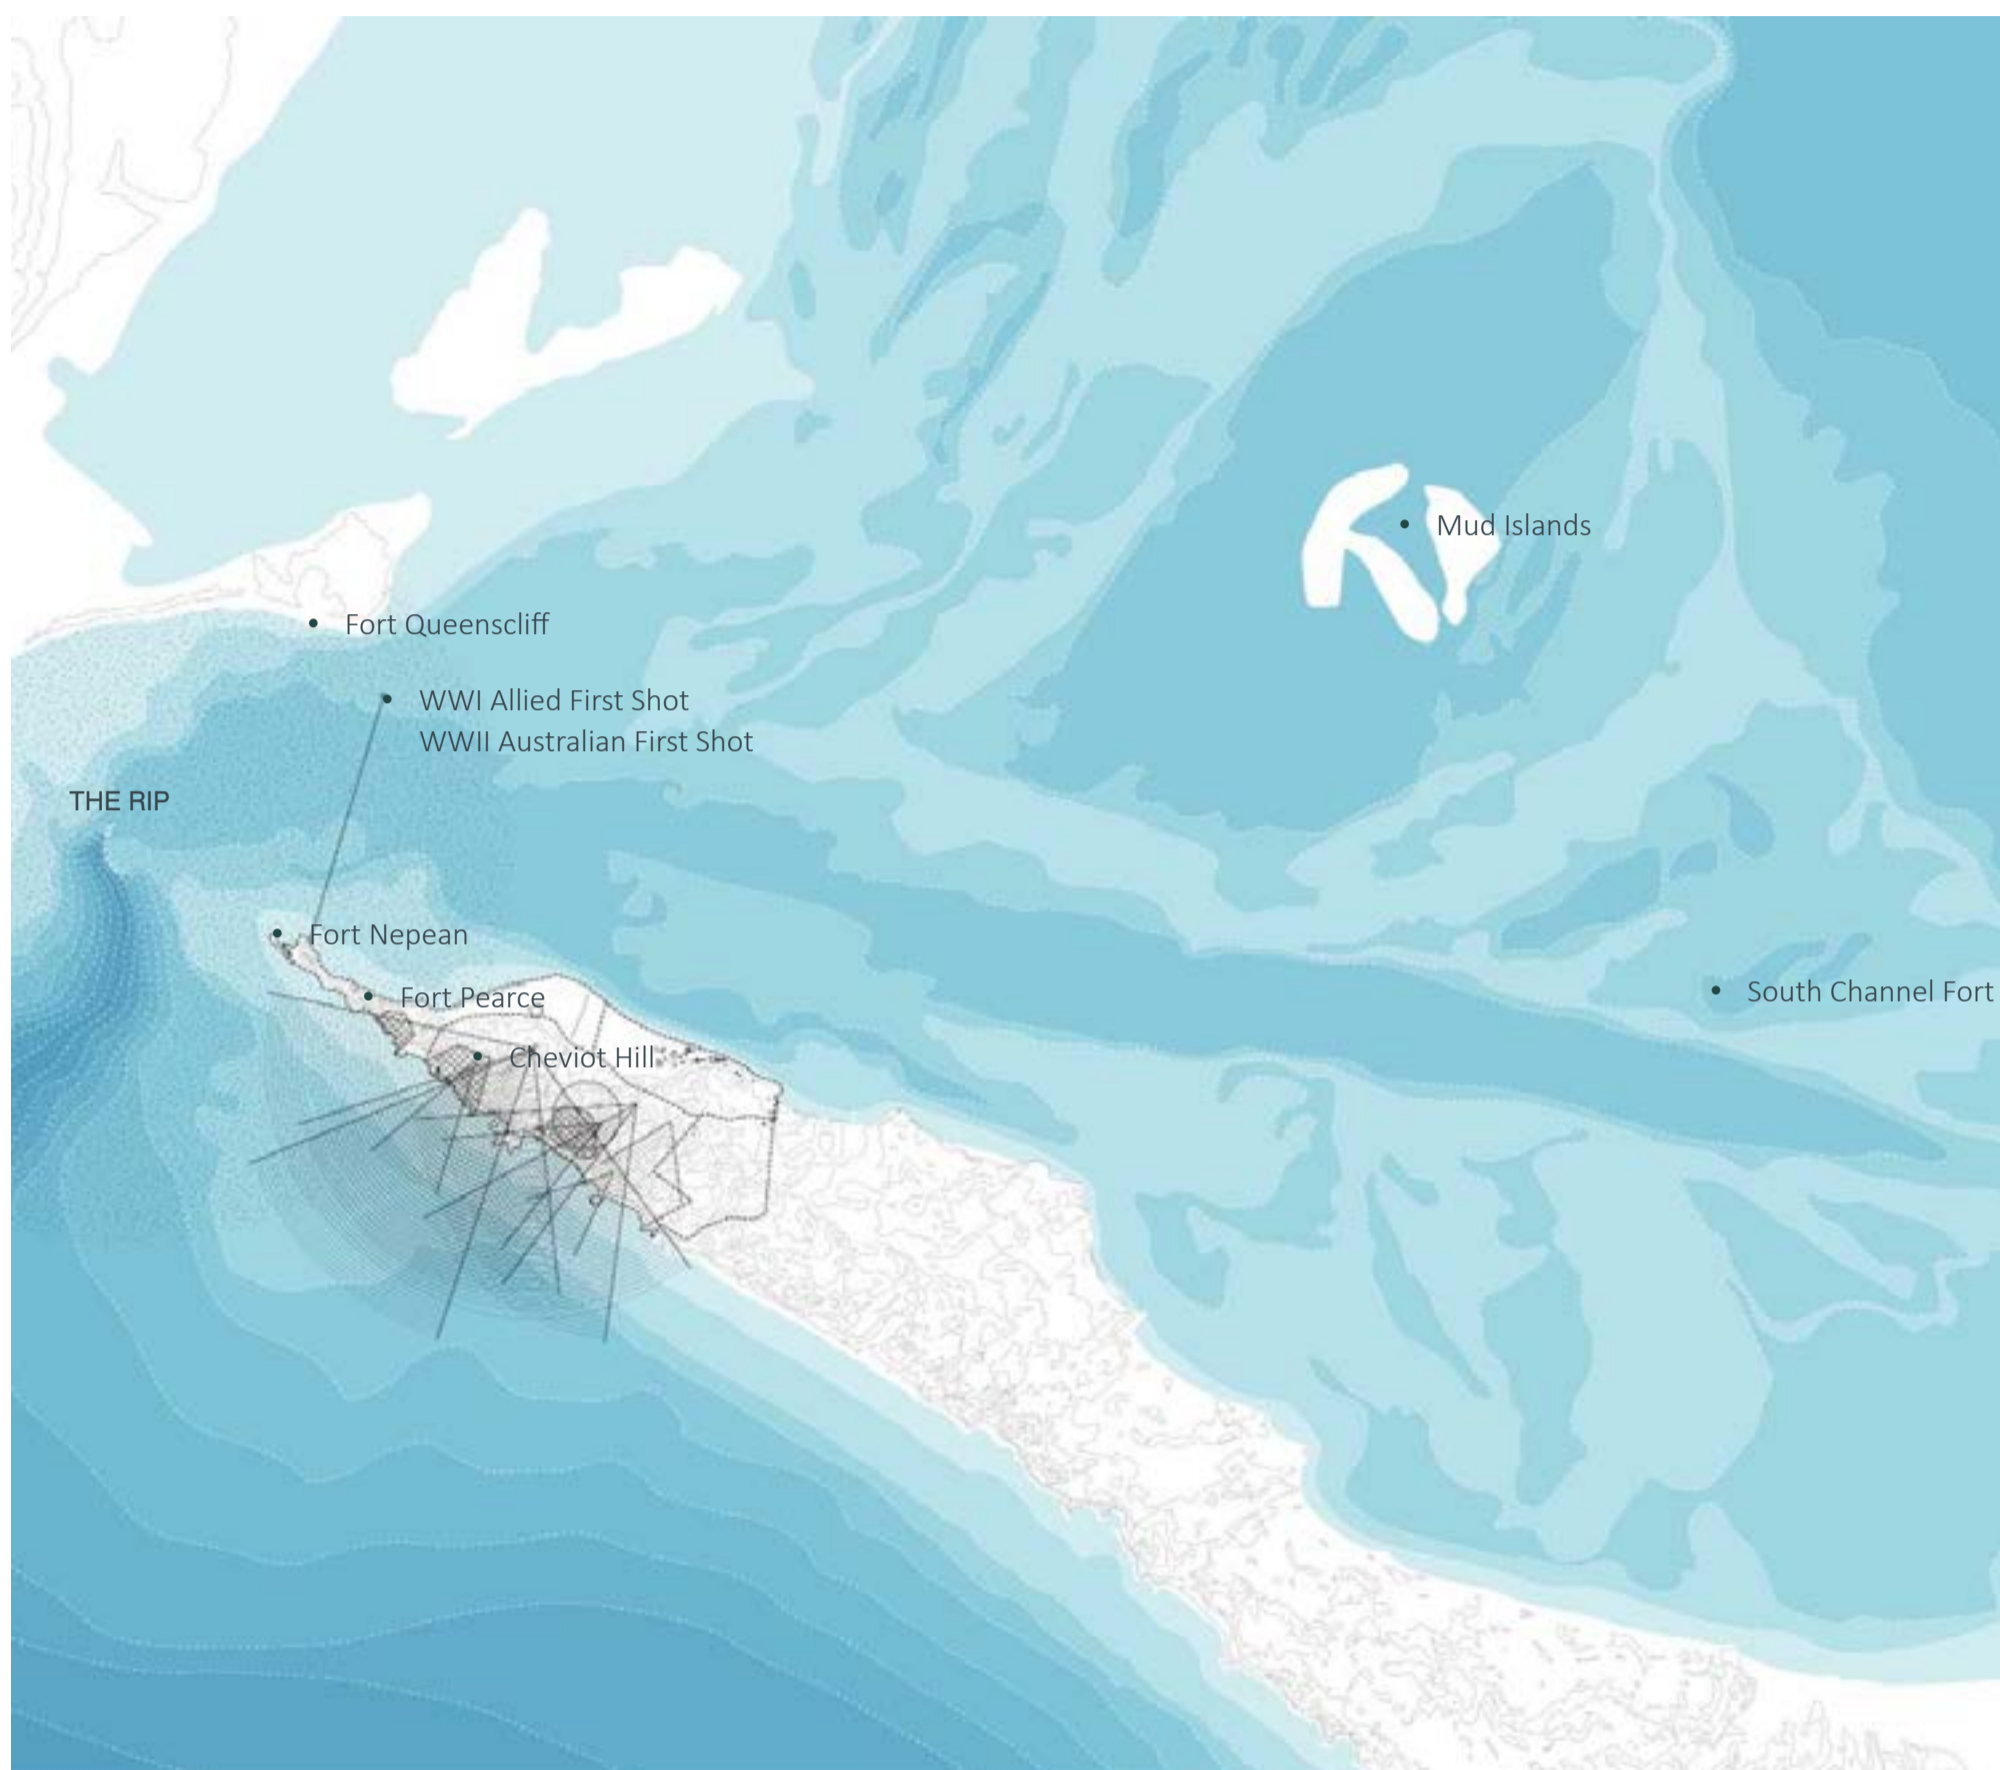 Mud Islands
Fort Queenscliff
WWI Allied First Shot
WWII Australian First Shot
THE RIP
Fort Nepean
South Channel Fort
Fort Pearce
Cheviot Hill